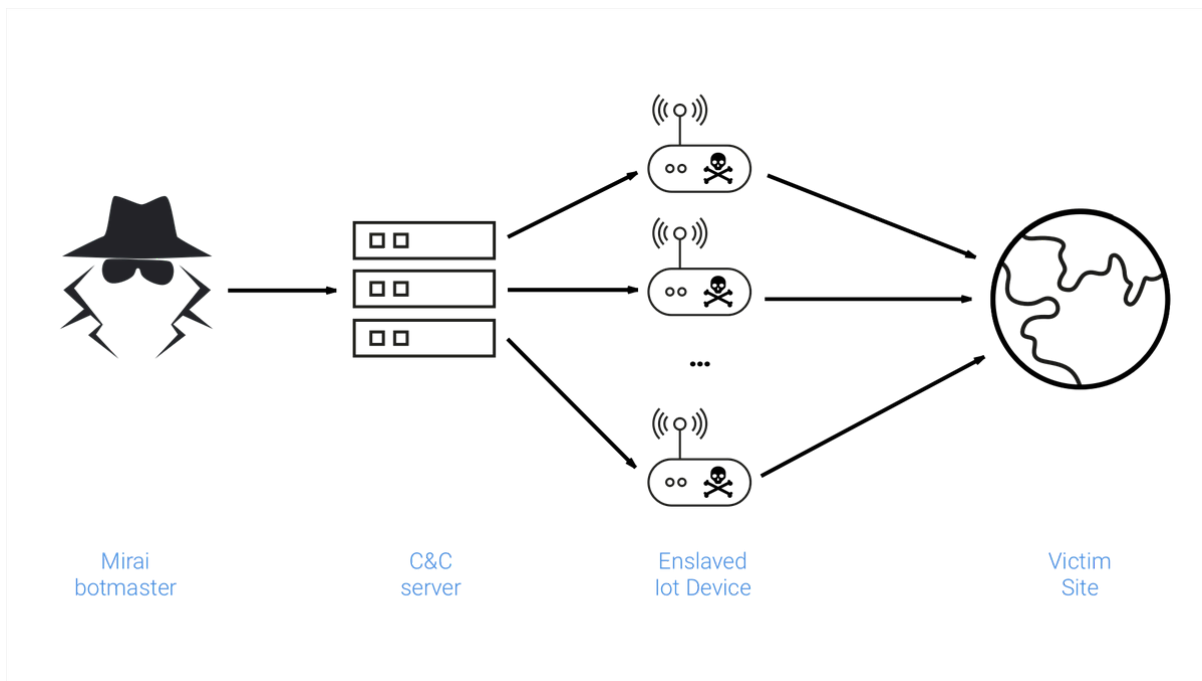 ...
Mirai
botmaster
C&C
server
Enslaved
Iot Device
Victim
Site